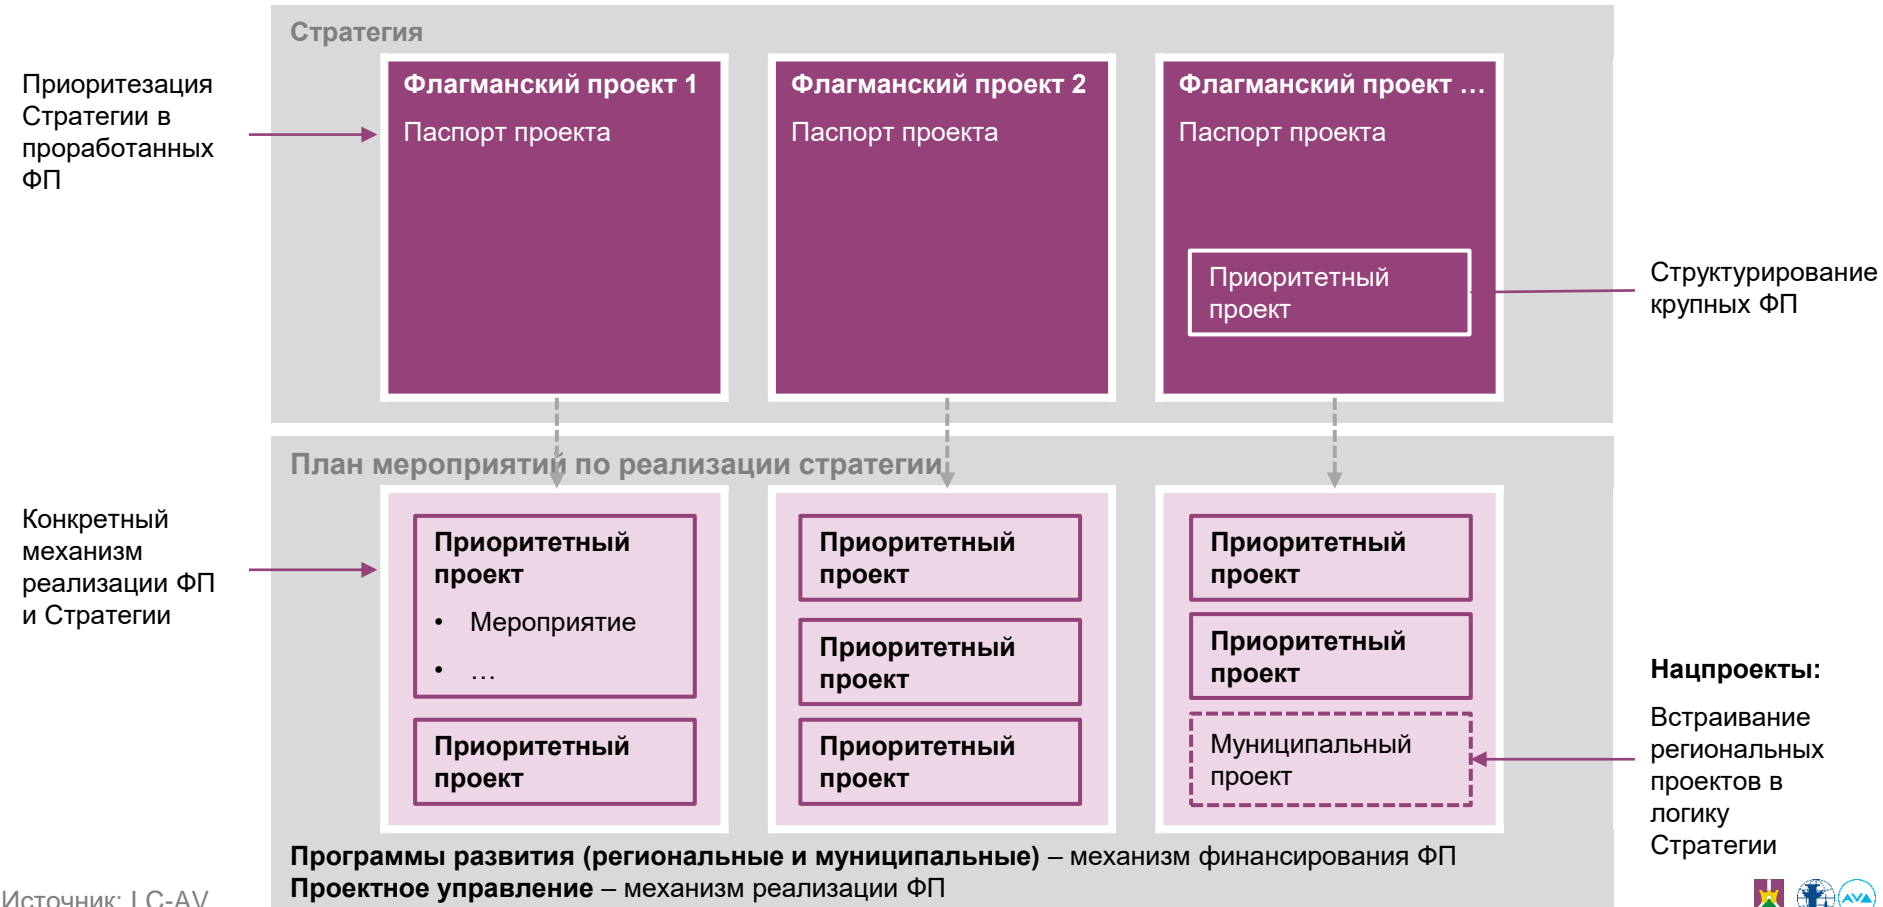 Стратегия
Приоритезация
Стратегии в
проработанных
ФП
Флагманский проект 1
Паспорт проекта
Флагманский проект 2
Паспорт проекта
Флагманский проект ...
Паспорт проекта
Приоритетный
проект
Структурирование
крупных ФП
План мероприятий по реализации стратегии
Конкретный
механизм
реализации ФП
и Стратегии
Приоритетный
проект
• Мероприятие
• ...
Приоритетный
проект
Приоритетный
проект
Приоритетный
проект
Приоритетный
проект
Приоритетный
проект
Приоритетный
проект
Муниципальный
проект
Нацпроекты:
Встраивание
региональных
проектов в
логику
Стратегии
Программы развития (региональные и муниципальные) – механизм финансирования ФП
Проектное управление – механизм реализации ФП
Источник: LC-AV
AVA